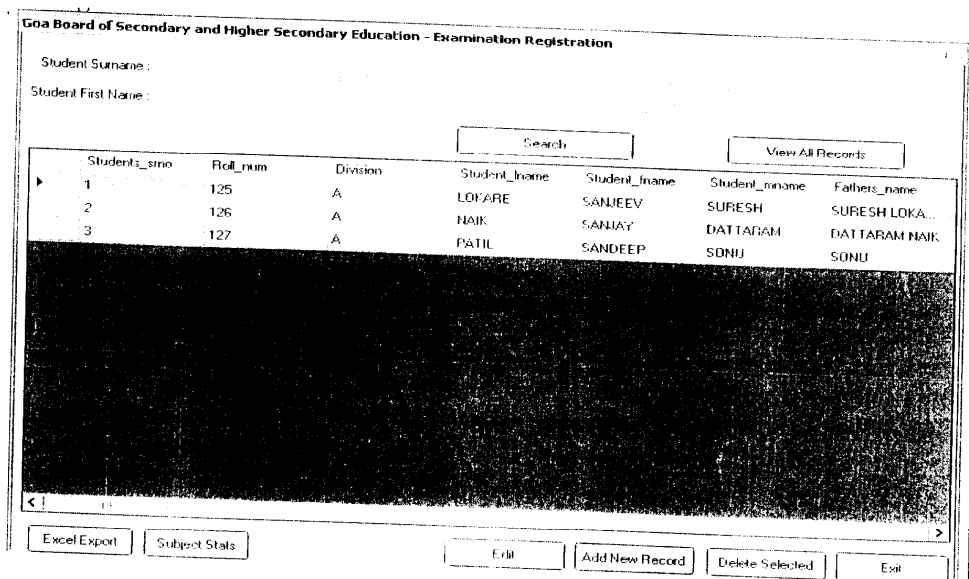 Goa Board of Secondary and Higher Secondary Education - Examination Registration
Student Surname :
Student First Name :
Search
View All Records
Students_srno Roll_num Division Student_lname Student_fname Student_mname Fathers_name
1 125 A LOKARE SANJEEV SURESH SURESH LOKA...
2 126 A NAIK SANJAY DATTARAM DATTARAM NAIK
3 127 A PATIL SANDEEP SONU SONU
Excel Export Subject Stats Edit Add New Record Delete Selected Exit